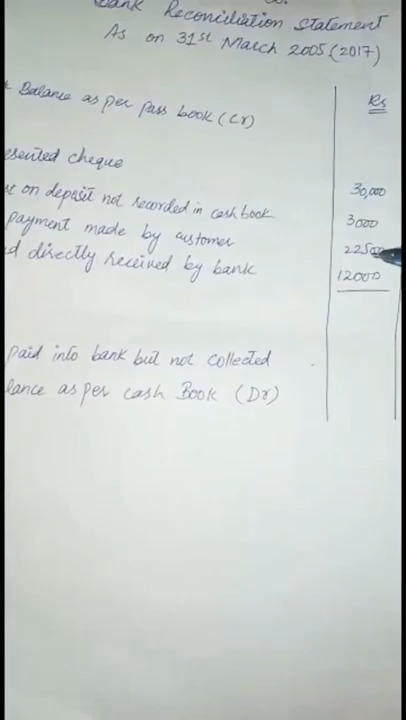 Bank Reconciliation Statement
As on 31st March 2005 (2017)
Rs
Balance as per pass book (Cr)
cheque
30,000
on deposit not recorded in cash book
3000
payment made by customer
22500
directly received by bank
12000
paid into bank but not collected
as per cash Book (Dr)